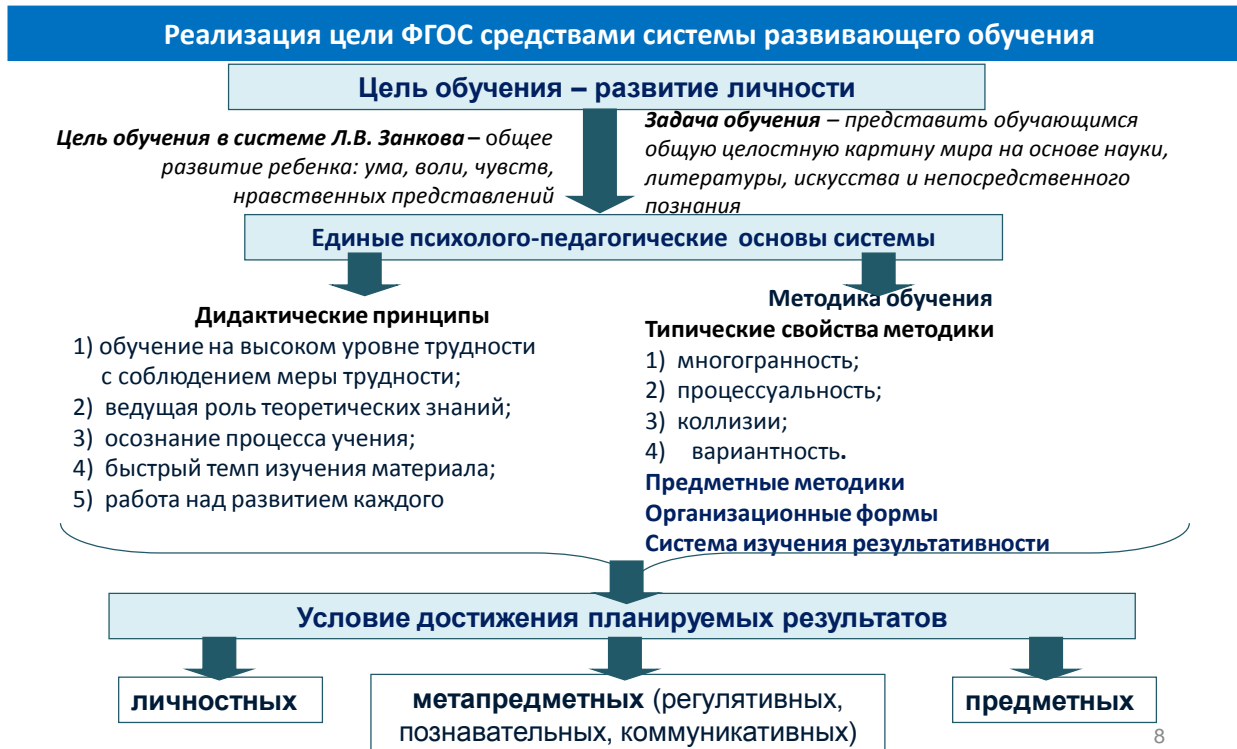 Реализация цели ФГОС средствами системы развивающего обучения
Цель обучения – развитие личности
Цель обучения в системе Л.В. Занкова – общее
развитие ребенка: ума, воли, чувств,
нравственных представлений
Задача обучения – представить обучающимся
общую целостную картину мира на основе науки,
литературы, искусства и непосредственного
познания
Единые психолого-педагогические основы системы
Дидактические принципы
1) обучение на высоком уровне трудности
с соблюдением меры трудности;
2) ведущая роль теоретических знаний;
3) осознание процесса учения;
4) быстрый темп изучения материала;
5) работа над развитием каждого
Методика обучения
Типические свойства методики
1) многогранность;
2) процессуальность;
3) коллизии;
4) вариантность.
Предметные методики
Организационные формы
Система изучения результативности
Условие достижения планируемых результатов
личностных
метапредметных (регулятивных,
познавательных, коммуникативных)
предметных
8